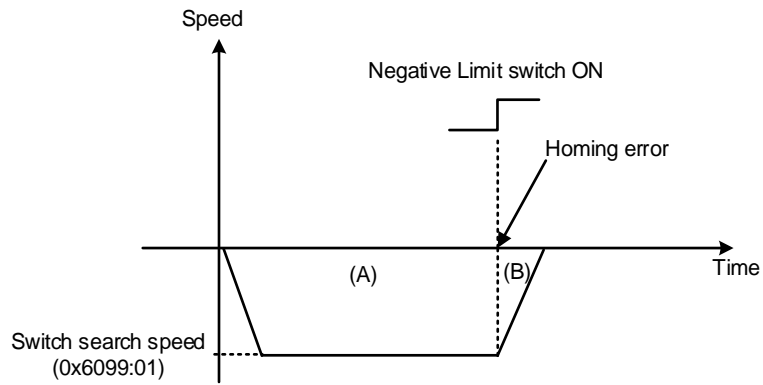 Speed
Negative Limit switch ON
Homing error
(A)
(B)
Time
Switch search speed
(0x6099:01)